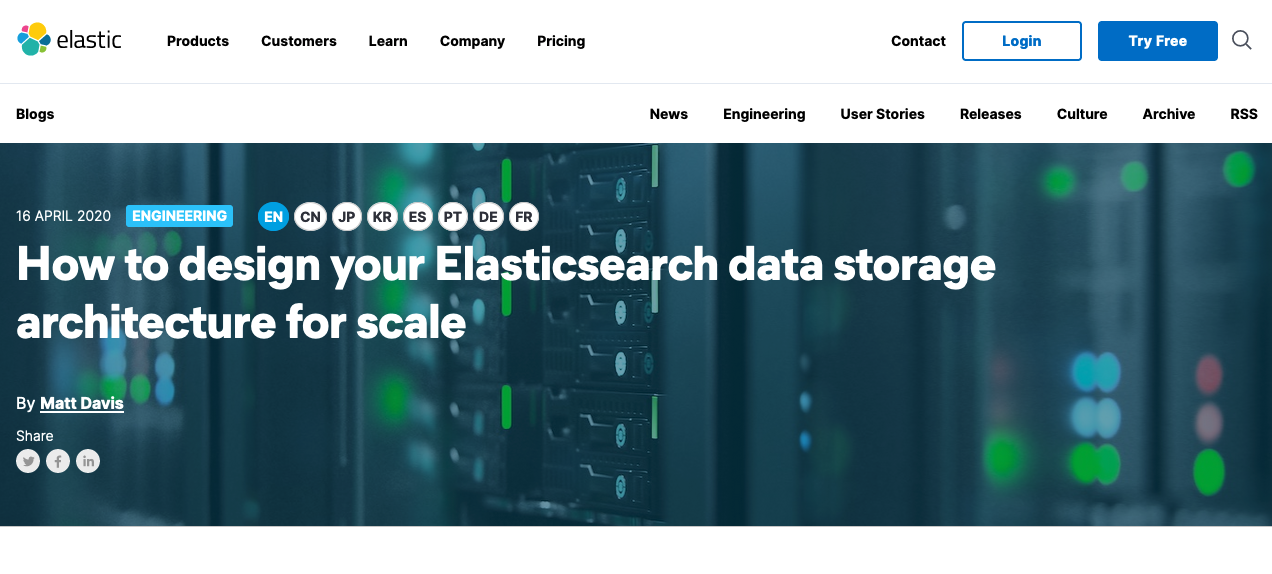 elastic Products Customers Learn Company Pricing Contact Login Try Free
Blogs News Engineering User Stories Releases Culture Archive RSS
16 APRIL 2020 ENGINEERING EN CN JP KR ES PT DE FR
How to design your Elasticsearch data storage
architecture for scale
By Matt Davis
Share